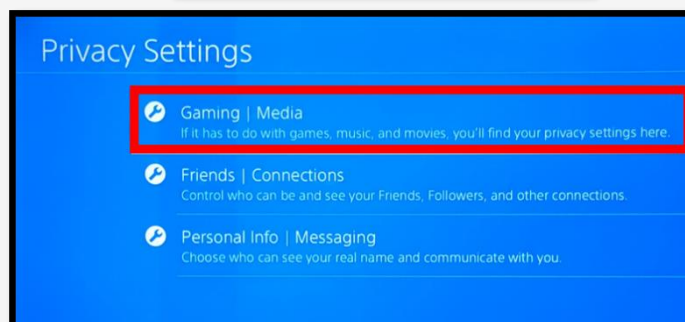 Privacy Settings
Gaming | Media
If it has to do with games, music, and movies, you'll find your privacy settings here.
Friends | Connections
Control who can be and see your Friends, Followers, and other connections.
Personal Info | Messaging
Choose who can see your real name and communicate with you.